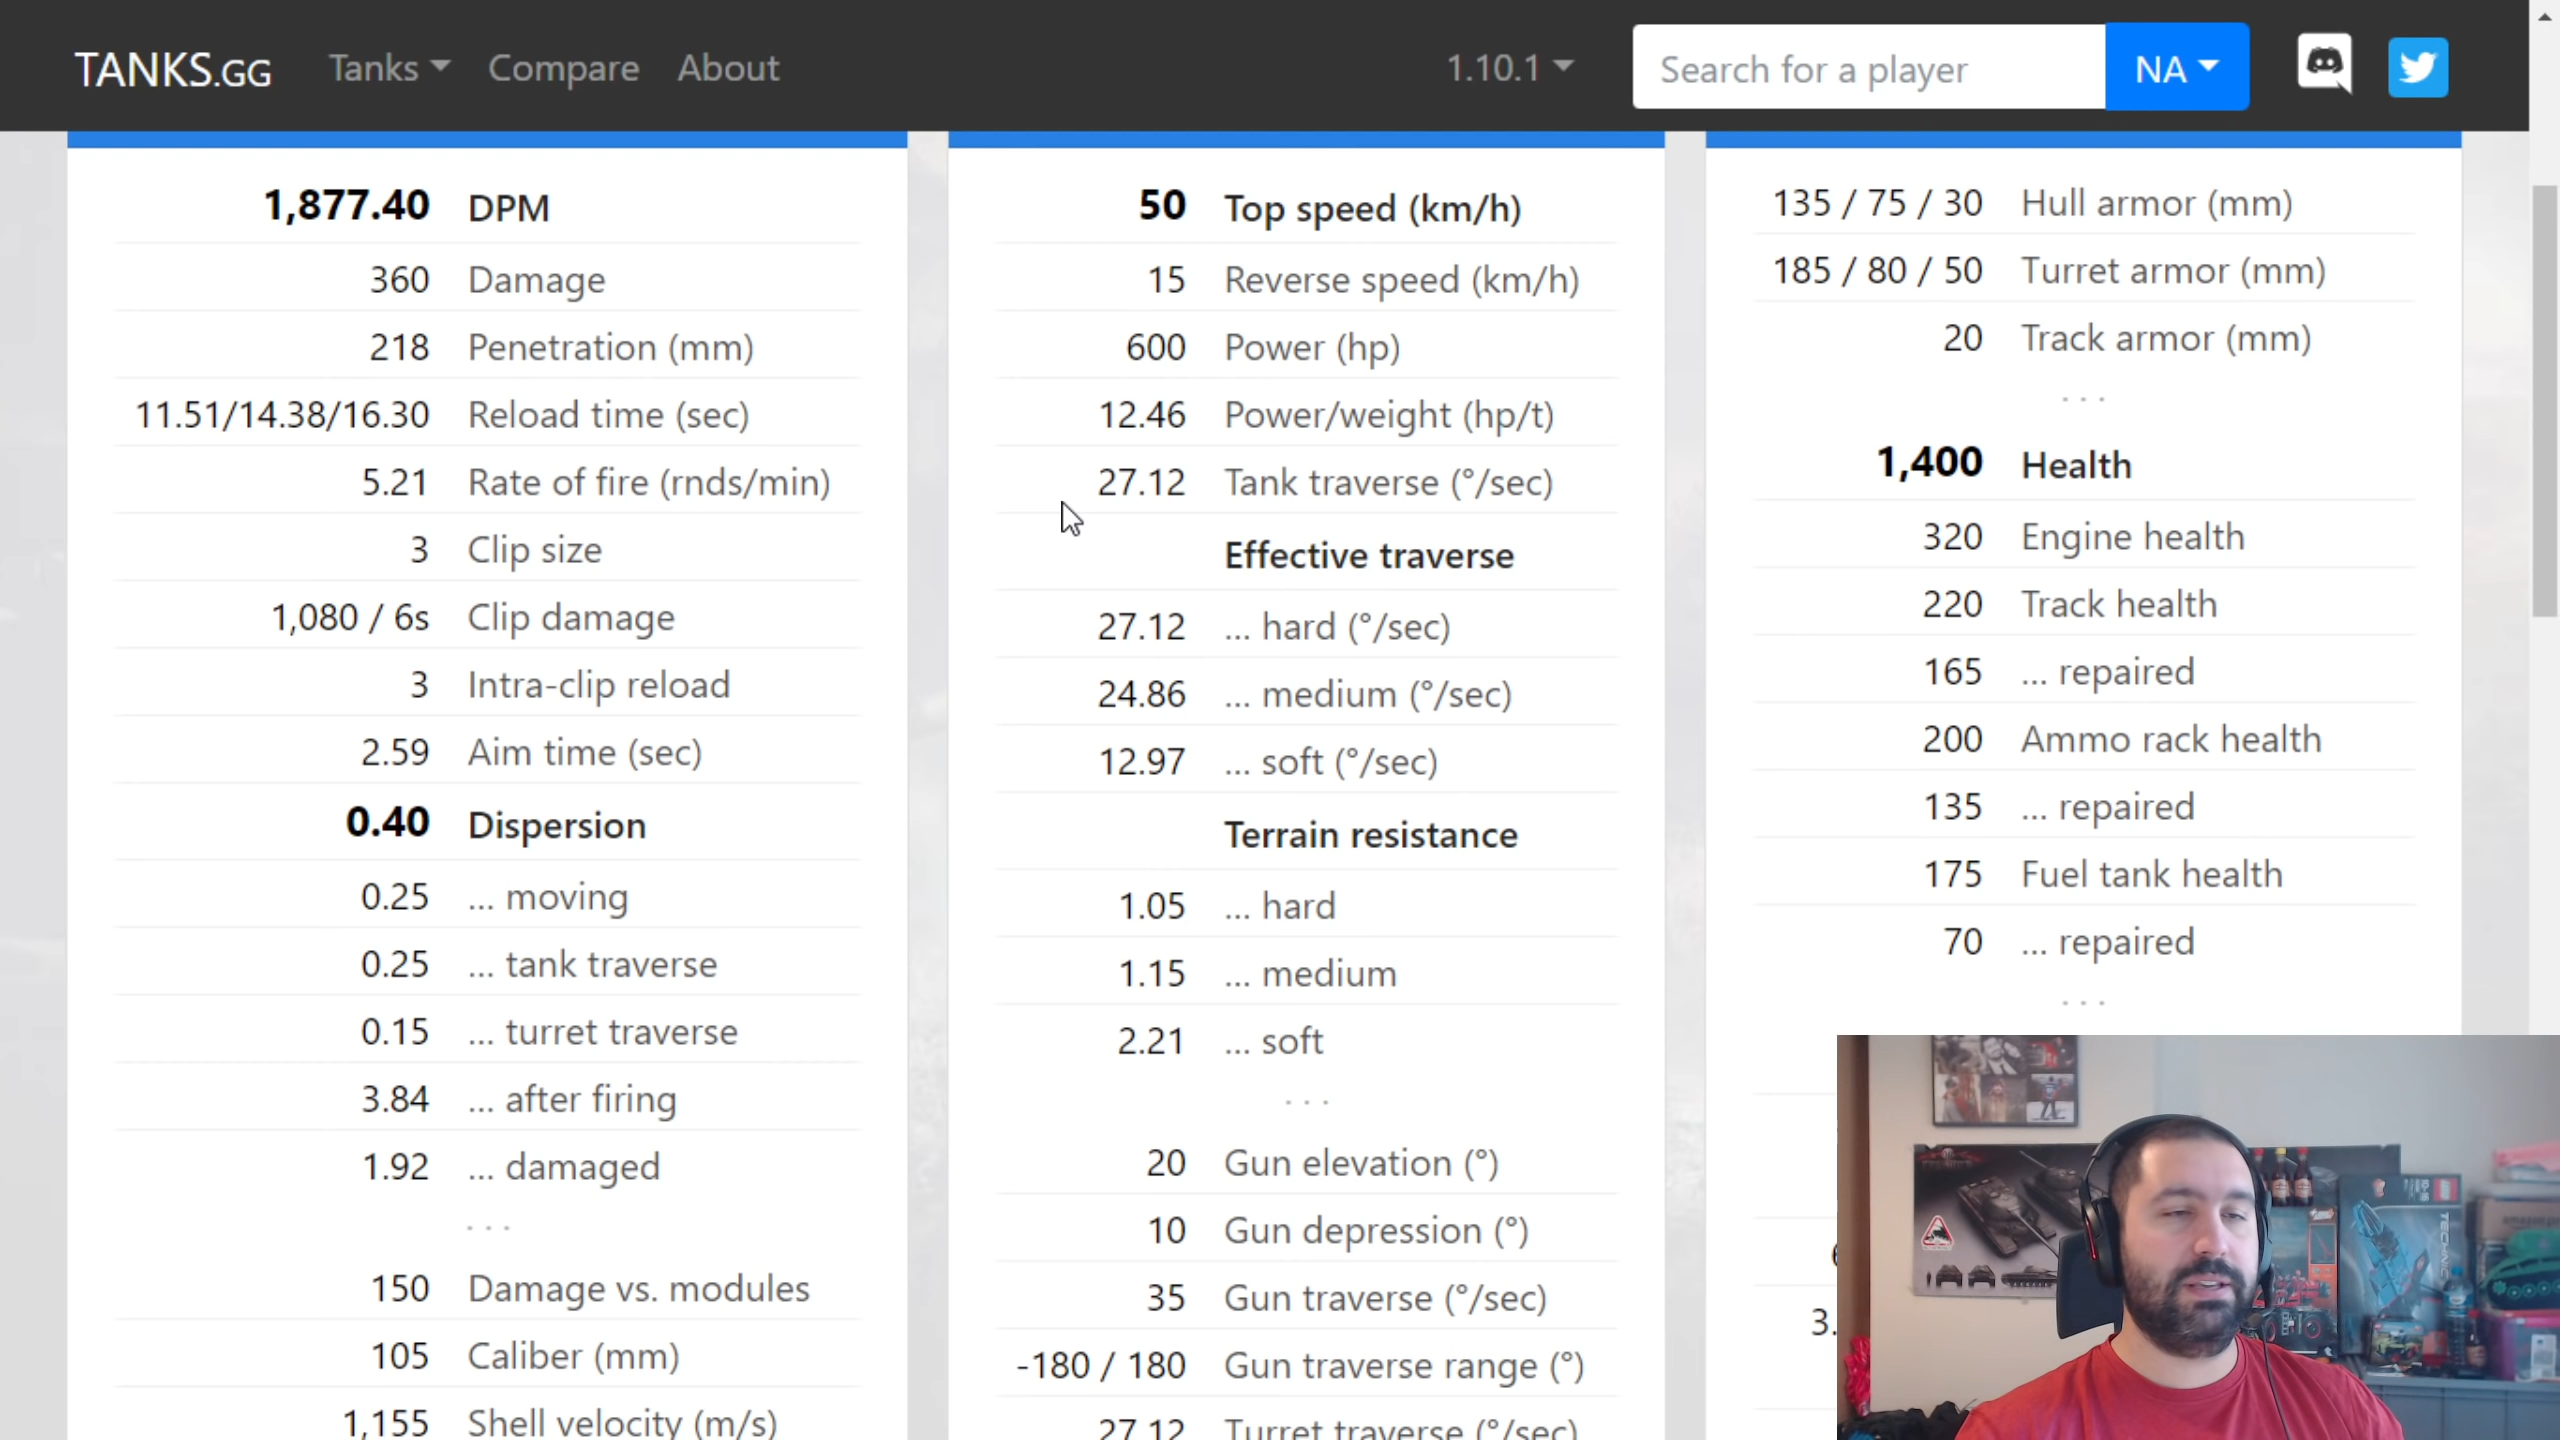 TANKS.GG Tanks Compare About 1.10.1 Search for a player NA
1,877.40 DPM
360 Damage
218 Penetration (mm)
11.51/14.38/16.30 Reload time (sec)
5.21 Rate of fire (rnds/min)
3 Clip size
1,080 / 6s Clip damage
3 Intra-clip reload
2.59 Aim time (sec)
0.40 Dispersion
0.25 ... moving
0.25 ... tank traverse
0.15 ... turret traverse
3.84 ... after firing
1.92 ... damaged
...
150 Damage vs. modules
105 Caliber (mm)
1,155 Shell velocity (m/s)
50 Top speed (km/h)
15 Reverse speed (km/h)
600 Power (hp)
12.46 Power/weight (hp/t)
27.12 Tank traverse (°/sec)
Effective traverse
27.12 ... hard (°/sec)
24.86 ... medium (°/sec)
12.97 ... soft (°/sec)
Terrain resistance
1.05 ... hard
1.15 ... medium
2.21 ... soft
...
20 Gun elevation (°)
10 Gun depression (°)
35 Gun traverse (°/sec)
-180 / 180 Gun traverse range (°)
27.12 Turret traverse (°/sec)
135 / 75 / 30 Hull armor (mm)
185 / 80 / 50 Turret armor (mm)
20 Track armor (mm)
...
1,400 Health
320 Engine health
220 Track health
165 ... repaired
200 Ammo rack health
135 ... repaired
175 Fuel tank health
70 ... repaired
...
3.
LEGO
TECHNIC